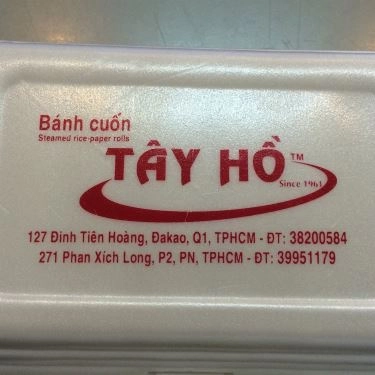 Bánh cuốn
Steamed rice-paper rolls
TÂY HỒ™
Since 1961
127 Đinh Tiên Hoàng, Đakao, Q1, TPHCM - ĐT: 38200584
271 Phan Xích Long, P2, PN, TPHCM - ĐT: 39951179